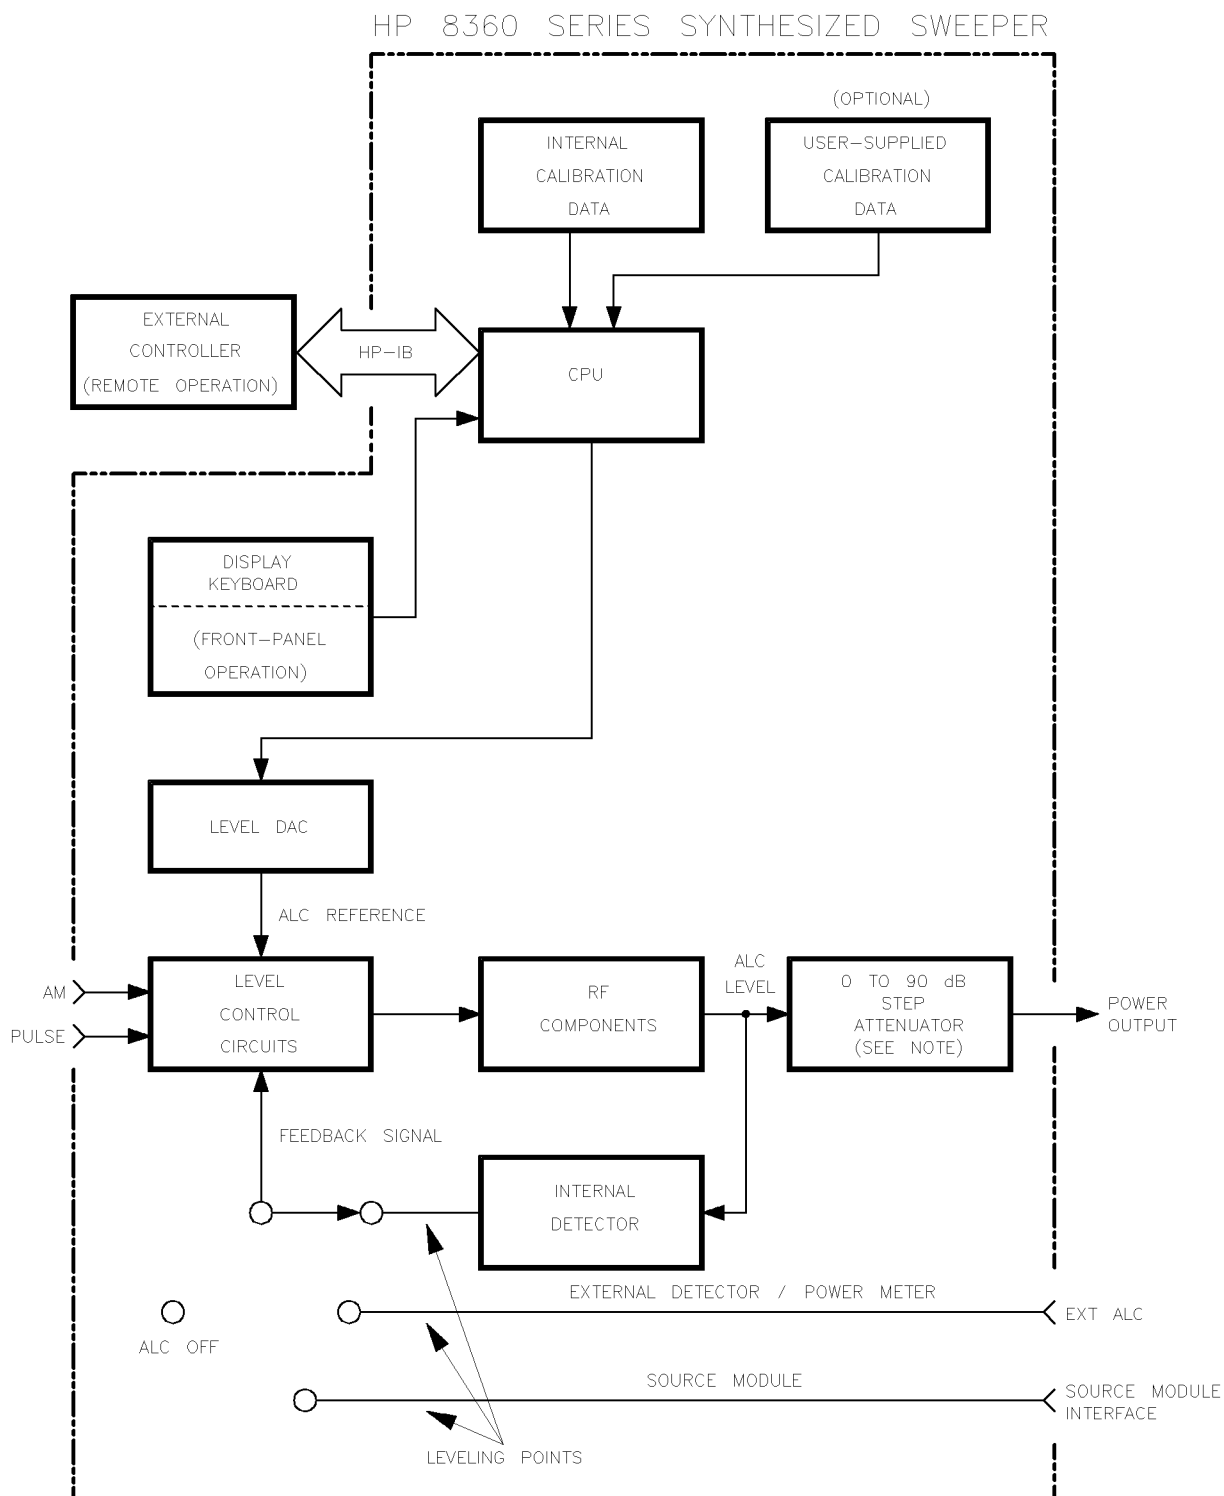 HP 8360 SERIES SYNTHESIZED SWEEPER
(OPTIONAL)
INTERNAL
CALIBRATION
DATA
USER-SUPPLIED
CALIBRATION
DATA
EXTERNAL
CONTROLLER
(REMOTE OPERATION)
HP-IB
CPU
DISPLAY
KEYBOARD
(FRONT-PANEL
OPERATION)
LEVEL DAC
ALC REFERENCE
AM
PULSE
LEVEL
CONTROL
CIRCUITS
RF
COMPONENTS
ALC
LEVEL
0 TO 90 dB
STEP
ATTENUATOR
(SEE NOTE)
POWER
OUTPUT
FEEDBACK SIGNAL
INTERNAL
DETECTOR
EXTERNAL DETECTOR / POWER METER
EXT ALC
ALC OFF
SOURCE MODULE
SOURCE MODULE
INTERFACE
LEVELING POINTS